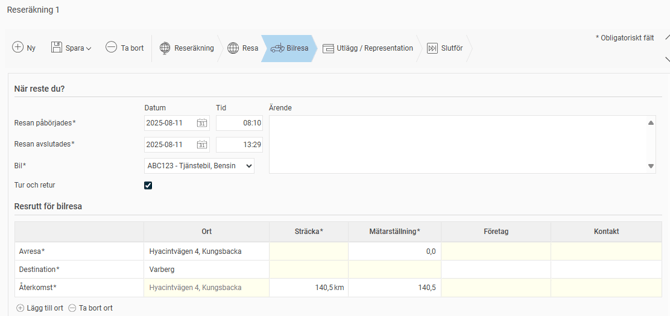 Reseräkning 1
Ny
Spara
Ta bort
Reseräkning
Resa
Bilresa
Utlägg / Representation
Slutför
* Obligatoriskt fält
När reste du?
Datum Tid Ärende
Resan påbörjades* 2025-08-11 08:10
Resan avslutades* 2025-08-11 13:29
Bil* ABC123 - Tjänstebil, Bensin
Tur och retur
Resrutt för bilresa
Ort Sträcka* Mätarställning* Företag Kontakt
Avresa* Hyacintvägen 4, Kungsbacka 0,0
Destination* Varberg
Återkomst* Hyacintvägen 4, Kungsbacka 140,5 km 140,5
Lägg till ort Ta bort ort